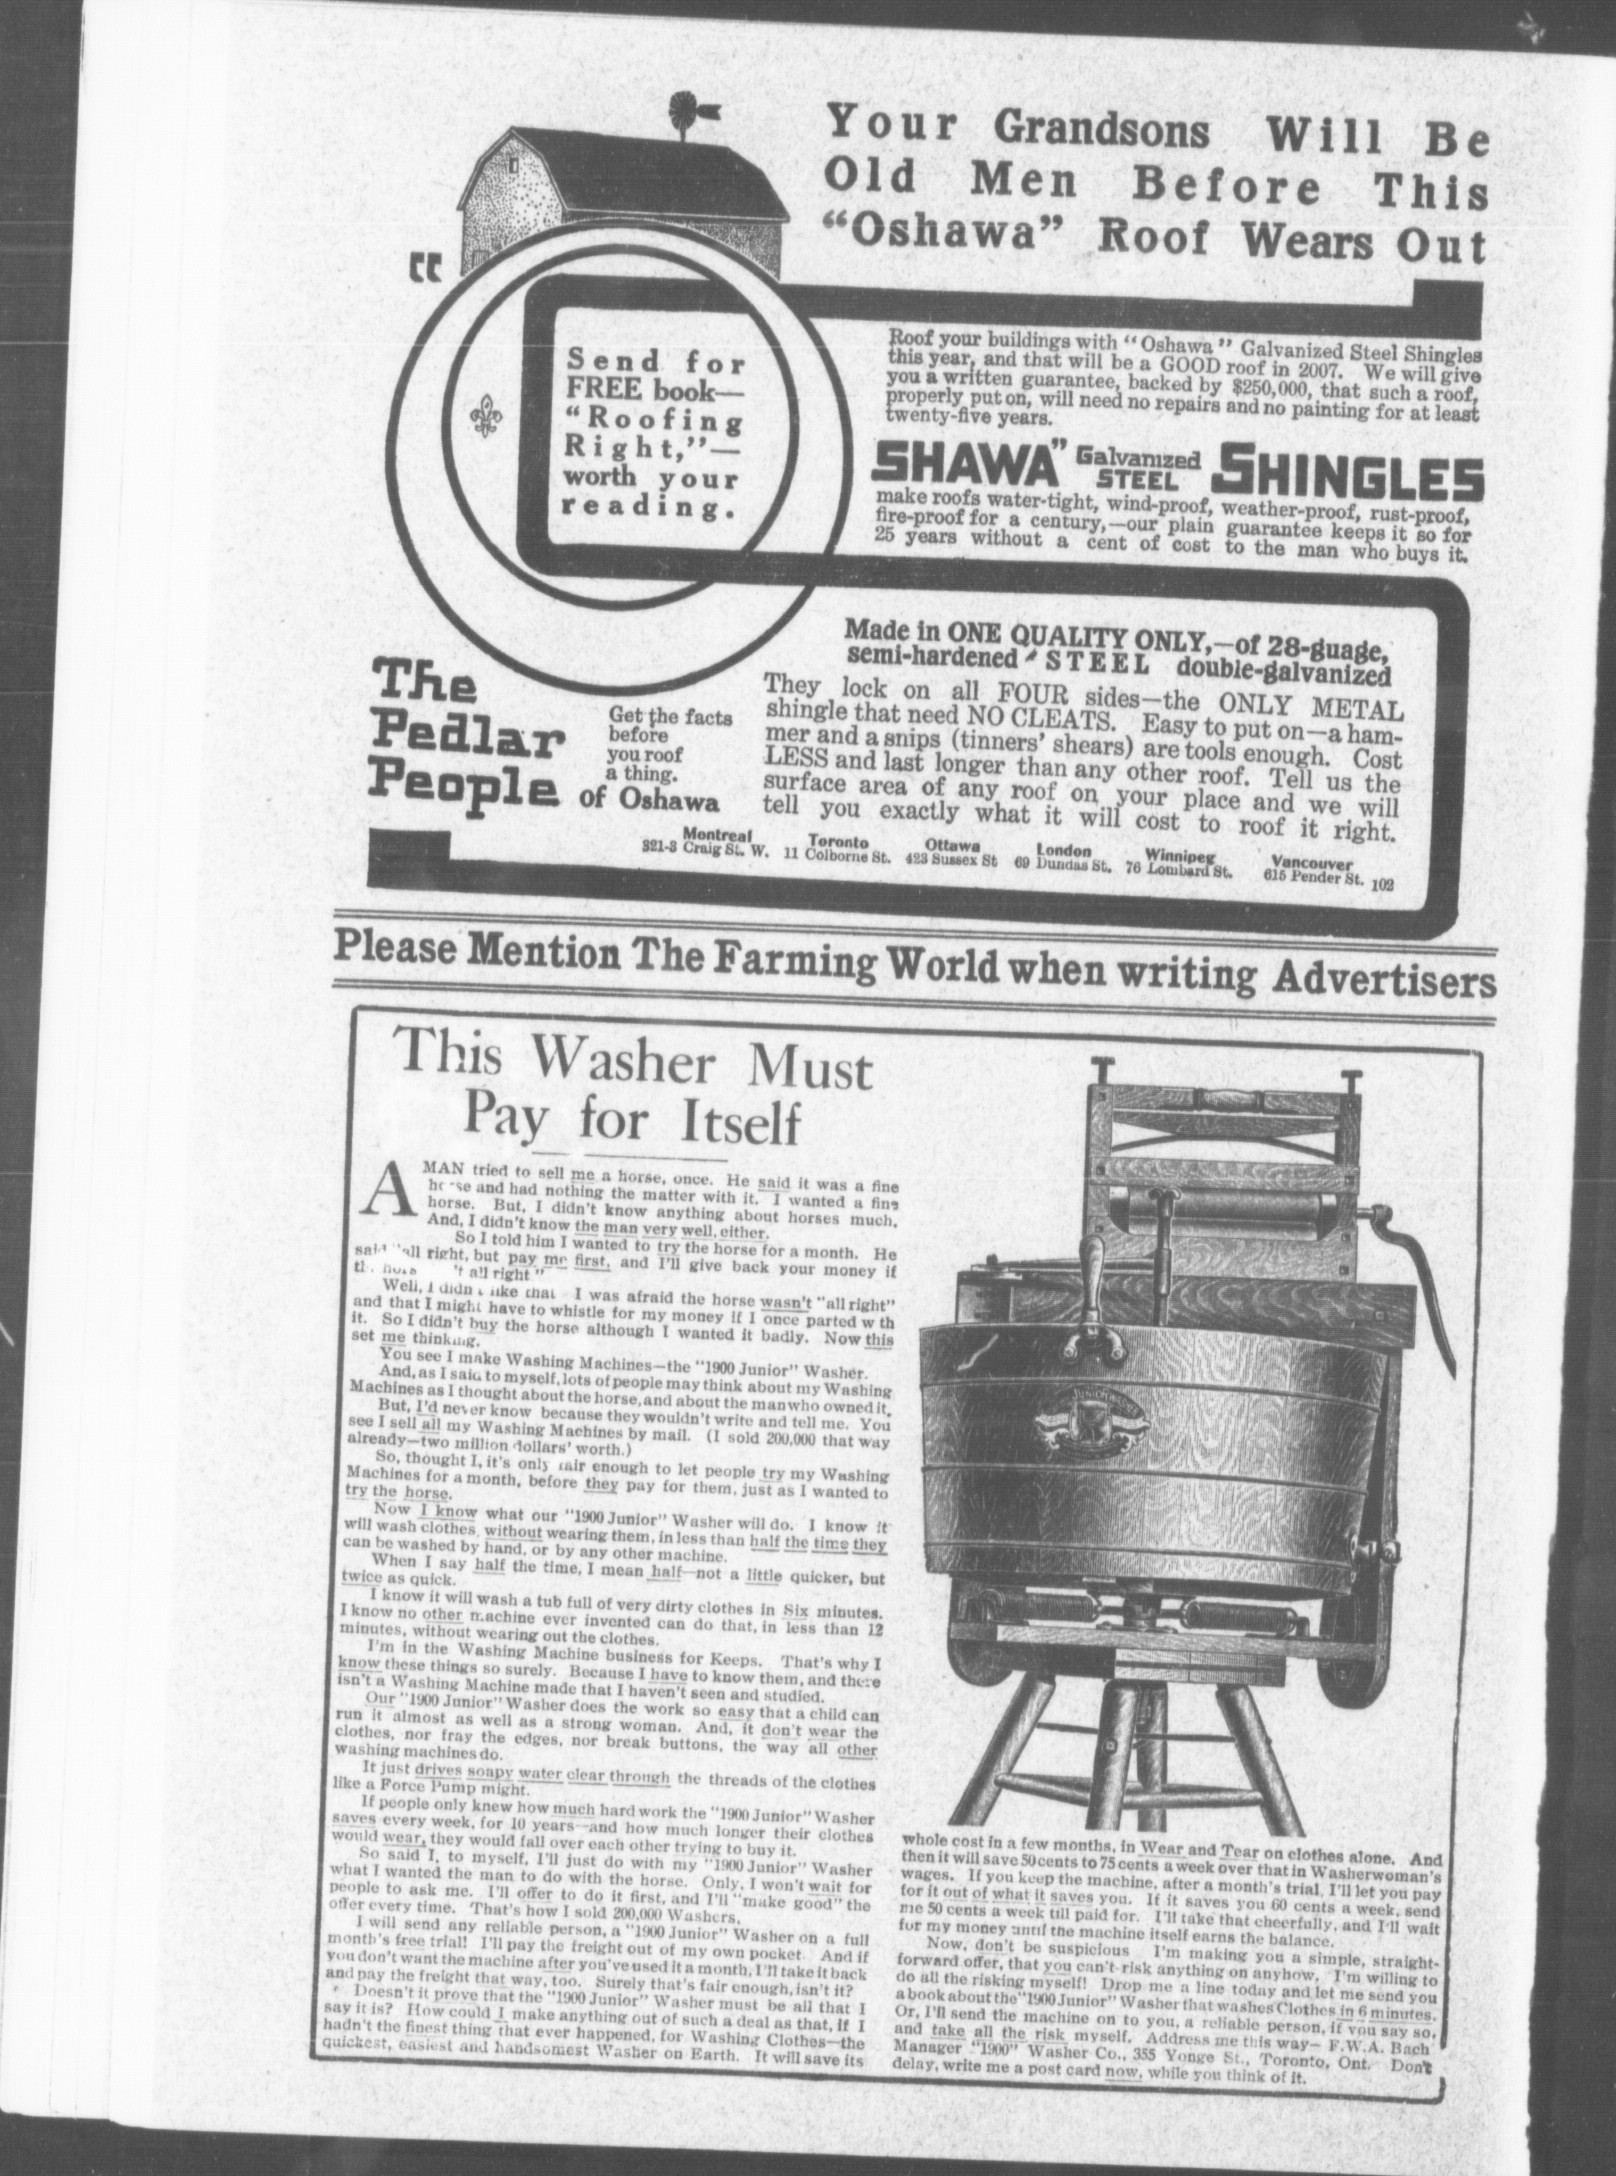 Your Grandsons Will Be
Old Men Before This
"Oshawa" Roof Wears Out
Send for
FREE book—
"Roofing
Right,"—
worth your
reading.
Roof your buildings with "Oshawa" Galvanized Steel Shingles
this year, and that will be a GOOD roof in 2007. We will give
you a written guarantee, backed by $250,000, that such a roof,
properly put on, will need no repairs and no painting for at least
twenty-five years.
"OSHAWA" Galvanized STEEL SHINGLES
make roofs water-tight, wind-proof, weather-proof, rust-proof,
fire-proof for a century,—our plain guarantee keeps it so for
25 years without a cent of cost to the man who buys it.
Made in ONE QUALITY ONLY,—of 28-guage,
semi-hardened STEEL double-galvanized
They lock on all FOUR sides—the ONLY METAL
shingle that need NO CLEATS. Easy to put on—a ham-
mer and a snips (tinners' shears) are tools enough. Cost
LESS and last longer than any other roof. Tell us the
surface area of any roof on your place and we will
tell you exactly what it will cost to roof it right.
The
Pedlar
People
of Oshawa
Get the facts
before
you roof
a thing.
Montreal
321-3 Craig St. W.
Toronto
11 Colborne St.
Ottawa
423 Sussex St
London
69 Dundas St.
Winnipeg
76 Lombard St.
Vancouver
615 Pender St.
102
Please Mention The Farming World when writing Advertisers
This Washer Must
Pay for Itself
A MAN tried to sell me a horse, once. He said it was a fine
horse and had nothing the matter with it. I wanted a fine
horse. But, I didn't know anything about horses much.
And, I didn't know the man very well, either.
So I told him I wanted to try the horse for a month. He
said "all right, but pay me first, and I'll give back your money if
't all right"
Well, I didn't like that I was afraid the horse wasn't "all right"
and that I might have to whistle for my money if I once parted w th
it. So I didn't buy the horse although I wanted it badly. Now this
set me thinking.
You see I make Washing Machines—the "1900 Junior" Washer.
And, as I said to myself, lots of people may think about my Washing
Machines as I thought about the horse, and about the man who owned it.
But, I'd never know because they wouldn't write and tell me. You
see I sell all my Washing Machines by mail. (I sold 200,000 that way
already—two million dollars' worth.)
So, thought I, it's only fair enough to let people try my Washing
Machines for a month, before they pay for them, just as I wanted to
try the horse.
Now I know what our "1900 Junior" Washer will do. I know it
will wash clothes, without wearing them, in less than half the time they
can be washed by hand, or by any other machine.
When I say half the time, I mean half—not a little quicker, but
twice as quick.
I know it will wash a tub full of very dirty clothes in Six minutes.
I know no other machine ever invented can do that, in less than 12
minutes, without wearing out the clothes.
I'm in the Washing Machine business for Keeps. That's why I
know these things so surely. Because I have to know them, and there
isn't a Washing Machine made that I haven't seen and studied.
Our "1900 Junior" Washer does the work so easy that a child can
run it almost as well as a strong woman. And, it don't wear the
clothes, nor fray the edges, nor break buttons, the way all other
washing machines do.
It just drives soapy water clear through the threads of the clothes
like a Force Pump might.
If people only knew how much hard work the "1900 Junior" Washer
saves every week, for 10 years—and how much longer their clothes
would wear, they would fall over each other trying to buy it.
So said I, to myself, I'll just do with my "1900 Junior" Washer
what I wanted the man to do with the horse. Only, I won't wait for
people to ask me. I'll offer to do it first, and I'll "make good" the
offer every time. That's how I sold 200,000 Washers.
I will send any reliable person, a "1900 Junior" Washer on a full
month's free trial! I'll pay the freight out of my own pocket. And if
you don't want the machine after you've used it a month, I'll take it back
and pay the freight that way, too. Surely that's fair enough, isn't it?
Doesn't it prove that the "1900 Junior" Washer must be all that I
say it is? How could I make anything out of such a deal as that, if I
hadn't the finest thing that ever happened, for Washing Clothes—the
quickest, easiest and handsomest Washer on Earth. It will save its
JUNIOR
whole cost in a few months, in Wear and Tear on clothes alone. And
then it will save 50 cents to 75 cents a week over that in Washerwoman's
wages. If you keep the machine, after a month's trial, I'll let you pay
for it out of what it saves you. If it saves you 60 cents a week, send
me 50 cents a week till paid for. I'll take that cheerfully, and I'll wait
for my money until the machine itself earns the balance.
Now, don't be suspicious I'm making you a simple, straight-
forward offer, that you can't risk anything on anyhow. I'm willing to
do all the risking myself! Drop me a line today and let me send you
a book about the "1900 Junior" Washer that washes Clothes in 6 minutes.
Or, I'll send the machine on to you, a reliable person, if you say so,
and take all the risk myself. Address me this way— F.W.A. Bach
Manager "1900" Washer Co., 355 Yonge St., Toronto, Ont. Don't
delay, write me a post card now, while you think of it.